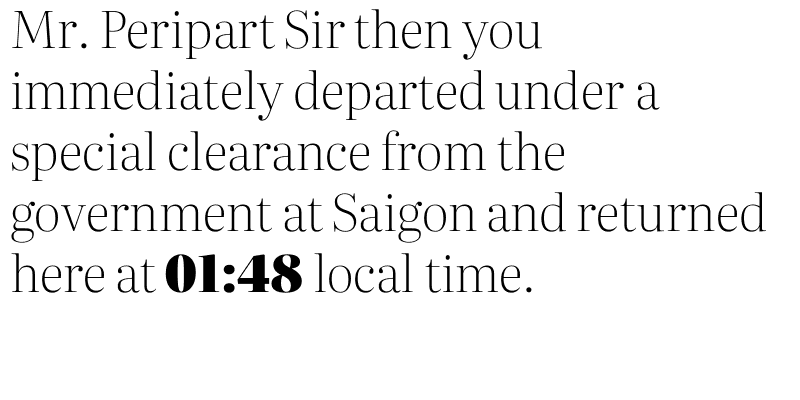 Mr. Peripart Sir then you
immediately departed under a
special clearance from the
government at Saigon and returned
here at 01:48 local time.